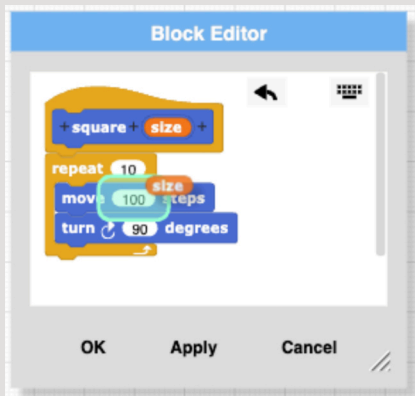 Block Editor
+ square + size +
repeat 10
size
move 100 steps
turn 90 degrees
OK Apply Cancel